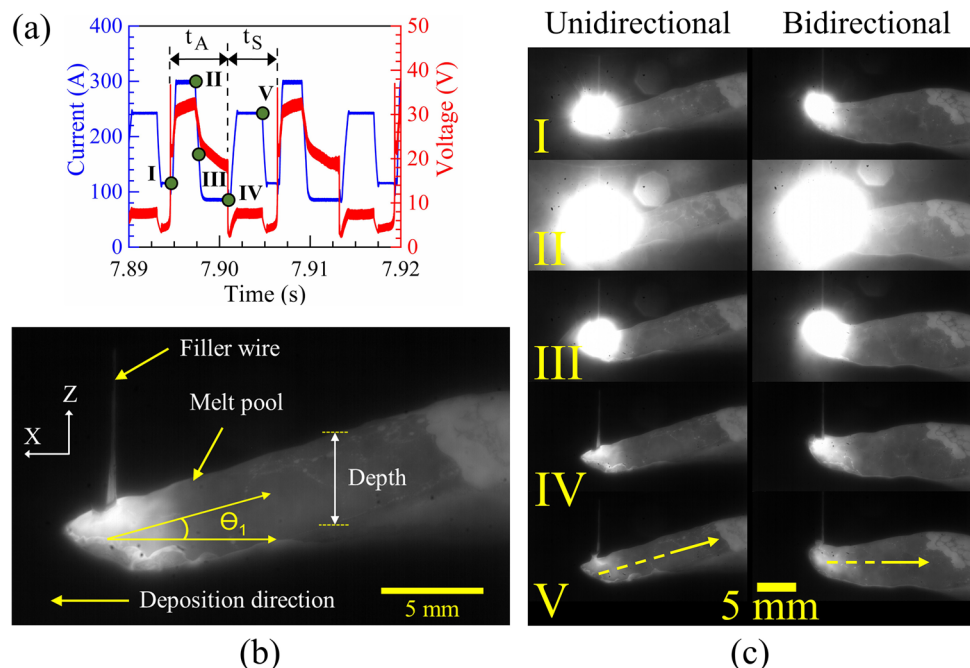 (a)
t_A
t_S
400
300
200
100
0
Current (A)
50
40
30
20
10
0
Voltage (V)
I
II
III
IV
V
7.89
7.90
7.91
7.92
Time (s)
Filler wire
Z
X
Melt pool
Depth
Θ1
Deposition direction
5 mm
(b)
(c)
Unidirectional
Bidirectional
I
II
III
IV
V
5 mm